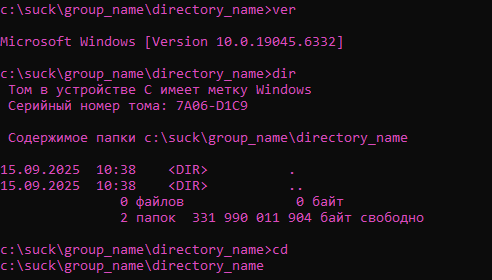 c:\suck\group_name\directory_name>ver
Microsoft Windows [Version 10.0.19045.6332]
c:\suck\group_name\directory_name>dir
Том в устройстве C имеет метку Windows
Серийный номер тома: 7A06-D1C9
Содержимое папки c:\suck\group_name\directory_name
15.09.2025  10:38    <DIR>          .
15.09.2025  10:38    <DIR>          ..
0 файлов              0 байт
2 папок  331 990 011 904 байт свободно
c:\suck\group_name\directory_name>cd
c:\suck\group_name\directory_name